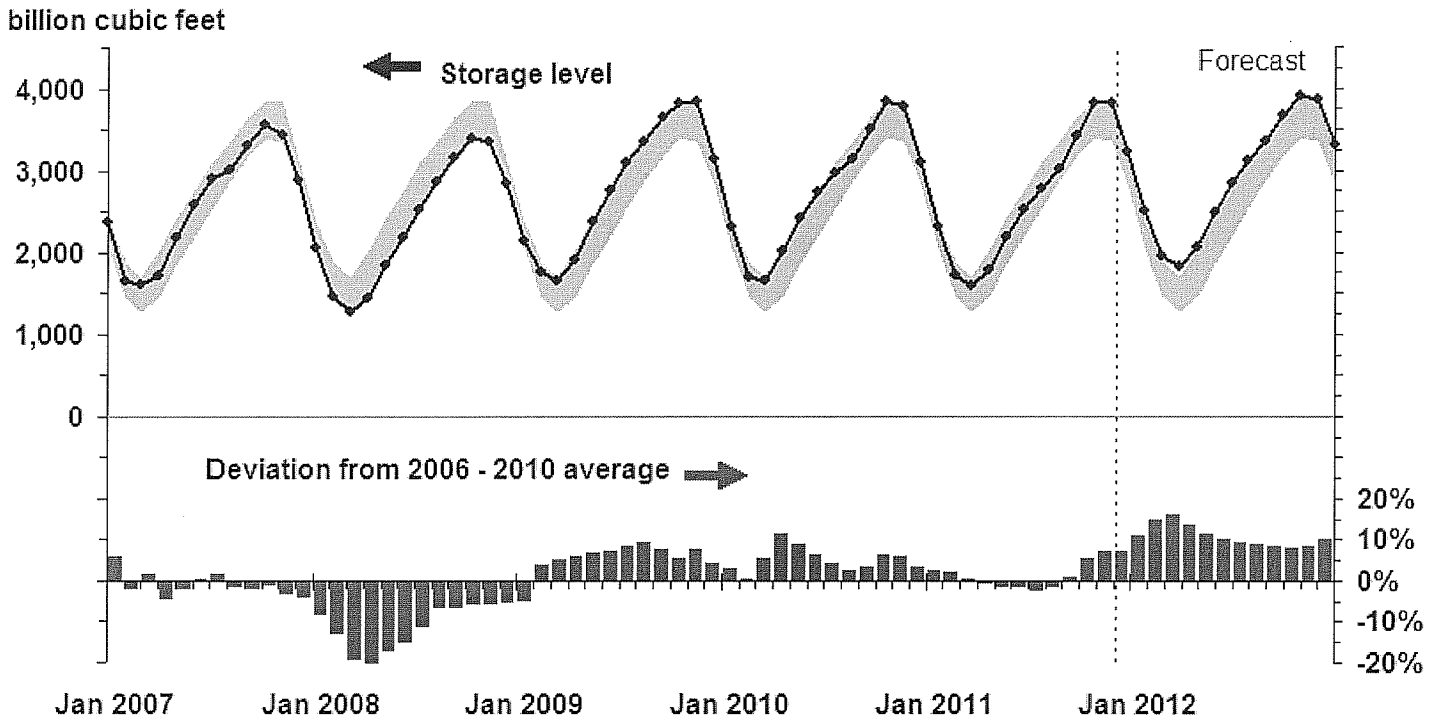 billion cubic feet
Storage level
Forecast
4,000
3,000
2,000
1,000
0
Deviation from 2006 - 2010 average
20%
10%
0%
-10%
-20%
Jan 2007 Jan 2008 Jan 2009 Jan 2010 Jan 2011 Jan 2012